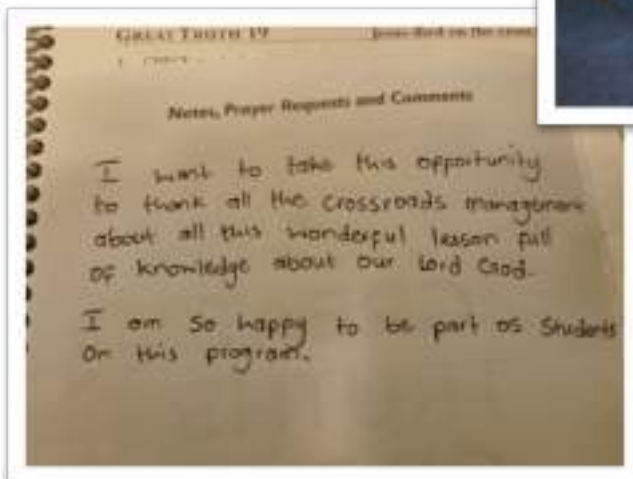 GREAT TRUTH 19 Jesus died on the cross
Notes, Prayer Requests and Comments
I want to take this opportunity
to thank all the crossroads management
about all this wonderful lesson full
of knowledge about our Lord God.
I am so happy to be part os Students
On this program.